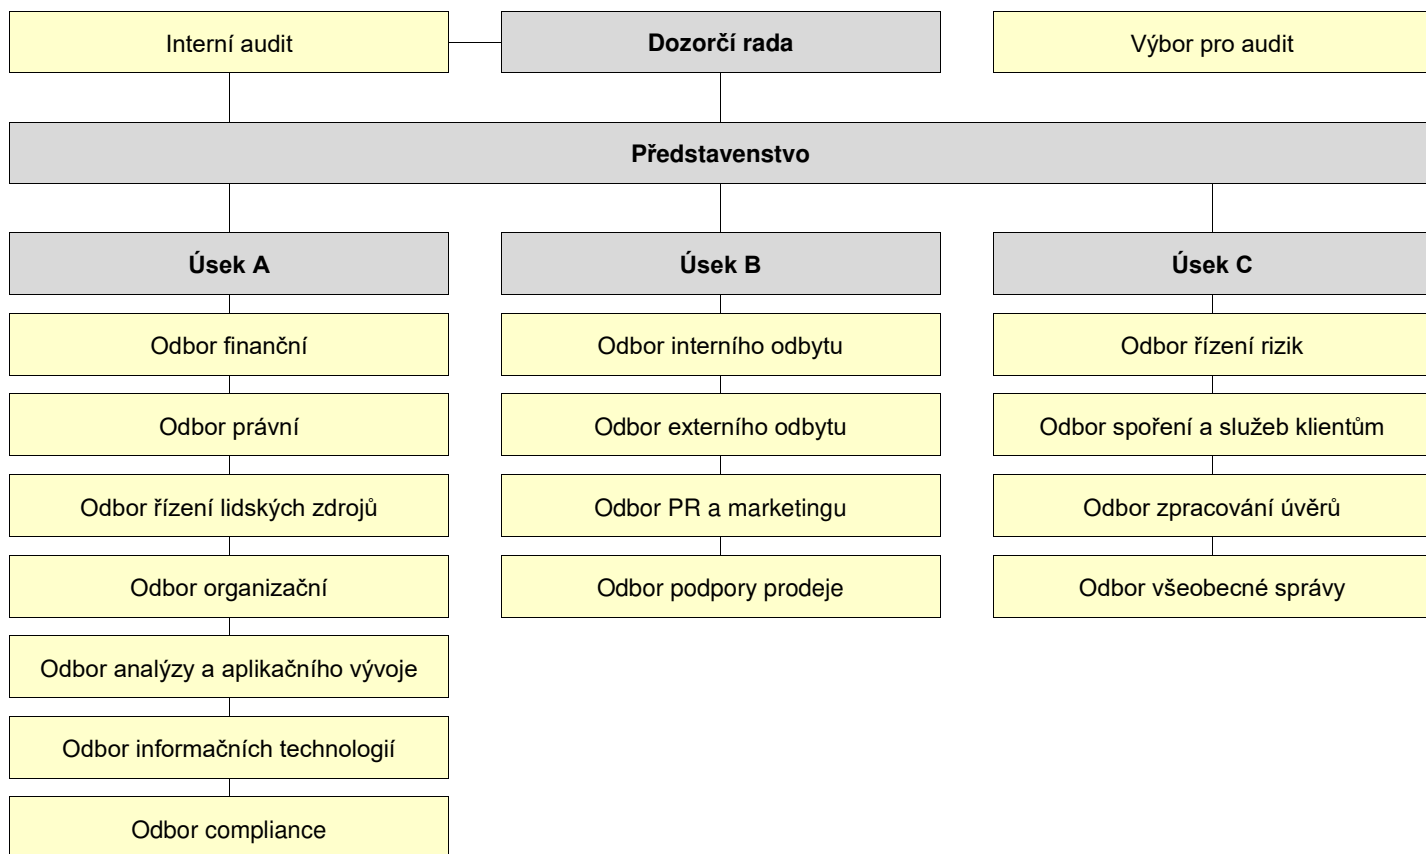 Interní audit
Dozorčí rada
Výbor pro audit
Představenstvo
Úsek A
Úsek B
Úsek C
Odbor finanční
Odbor interního odbytu
Odbor řízení rizik
Odbor právní
Odbor externího odbytu
Odbor spoření a služeb klientům
Odbor řízení lidských zdrojů
Odbor PR a marketingu
Odbor zpracování úvěrů
Odbor organizační
Odbor podpory prodeje
Odbor všeobecné správy
Odbor analýzy a aplikačního vývoje
Odbor informačních technologií
Odbor compliance